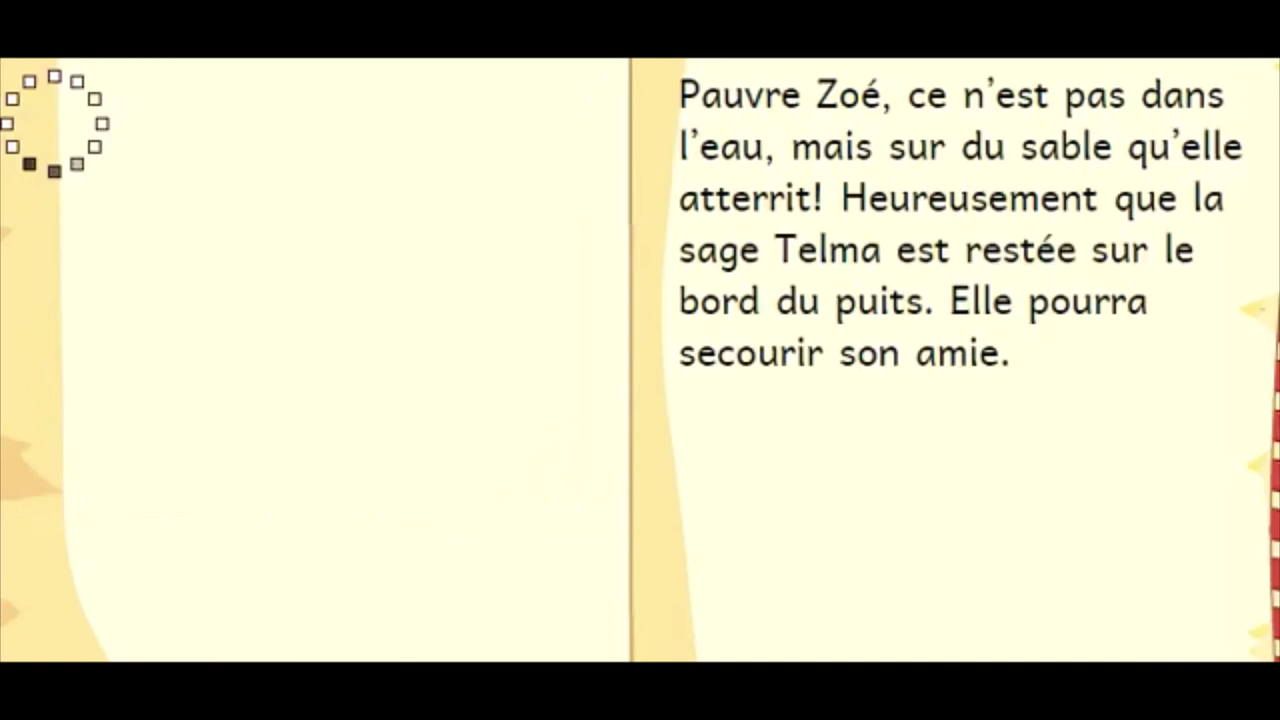 Pauvre Zoé, ce n’est pas dans
l’eau, mais sur du sable qu’elle
atterrit! Heureusement que la
sage Telma est restée sur le
bord du puits. Elle pourra
secourir son amie.